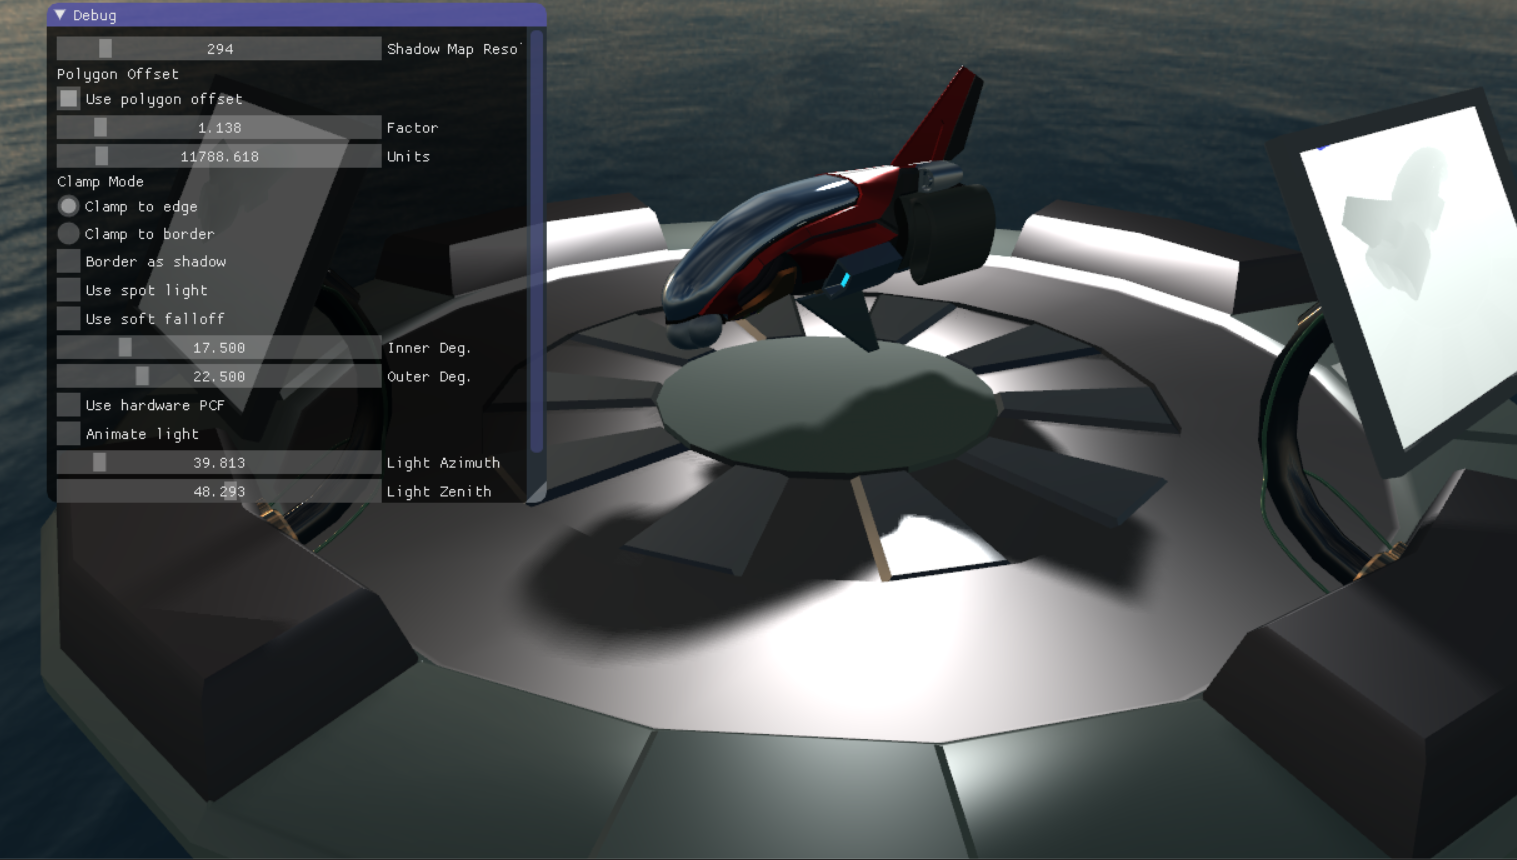 Debug
294 Shadow Map Reso
Polygon Offset
Use polygon offset
1.138 Factor
11788.618 Units
Clamp Mode
Clamp to edge
Clamp to border
Border as shadow
Use spot light
Use soft falloff
17.500 Inner Deg.
22.500 Outer Deg.
Use hardware PCF
Animate light
39.813 Light Azimuth
48.293 Light Zenith